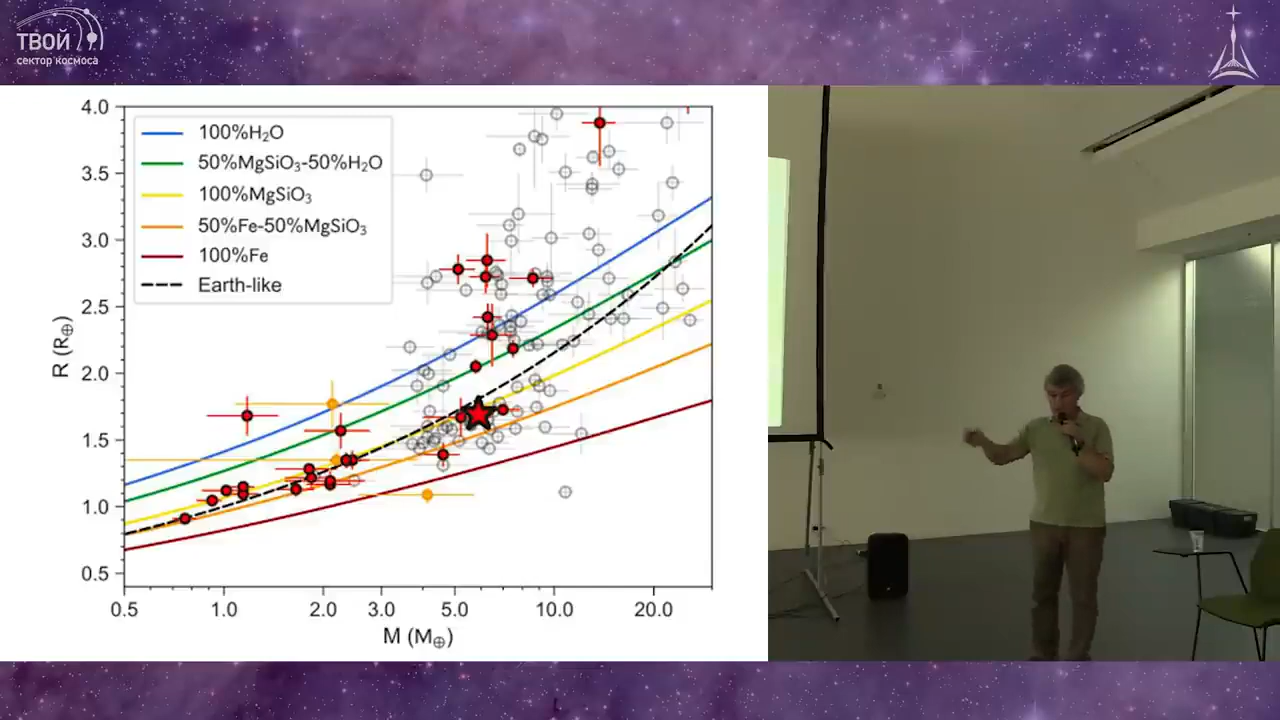 ТВОЙ
сектор космоса
4.0
3.5
3.0
2.5
2.0
1.5
1.0
0.5
R (R⊕)
100%H₂O
50%MgSiO₃-50%H₂O
100%MgSiO₃
50%Fe-50%MgSiO₃
100%Fe
Earth-like
0.5 1.0 2.0 3.0 5.0 10.0 20.0
M (M⊕)